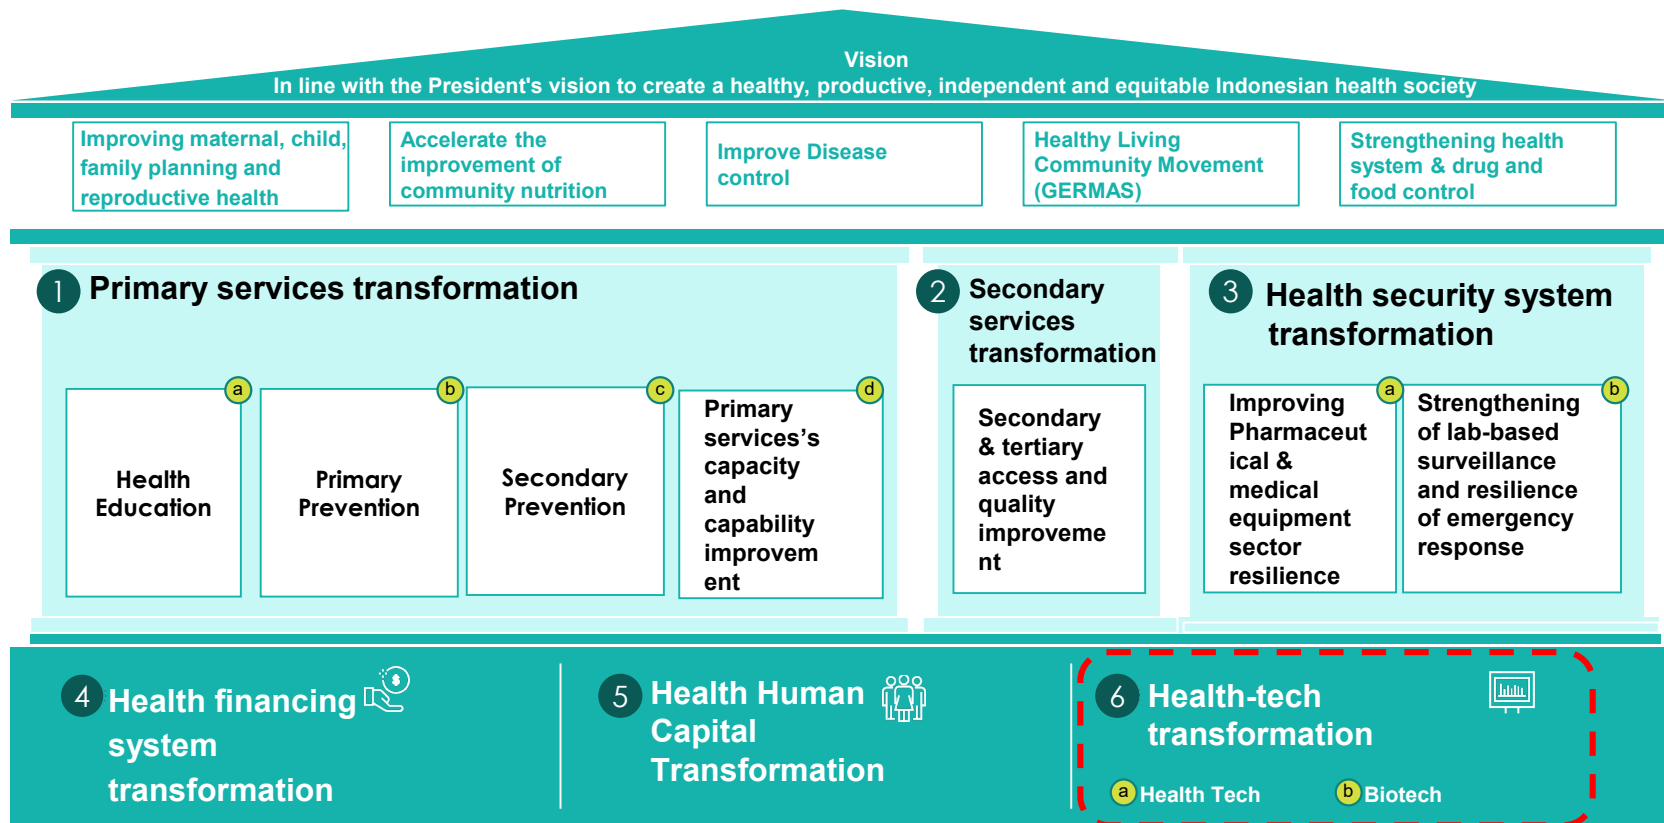 Vision
In line with the President's vision to create a healthy, productive, independent and equitable Indonesian health society
Improving maternal, child,
family planning and
reproductive health
Accelerate the
improvement of
community nutrition
Improve Disease
control
Healthy Living
Community Movement
(GERMAS)
Strengthening health
system & drug and
food control
1
Primary services transformation
a
Health
Education
b
Primary
Prevention
c
Secondary
Prevention
d
Primary
services's
capacity
and
capability
improvem
ent
2
Secondary
services
transformation
Secondary
& tertiary
access and
quality
improveme
nt
3
Health security system
transformation
a
Improving
Pharmaceut
ical &
medical
equipment
sector
resilience
b
Strengthening
of lab-based
surveillance
and resilience
of emergency
response
4
Health financing
system
transformation
$
5
Health Human
Capital
Transformation
6
Health-tech
transformation
a Health Tech
b Biotech